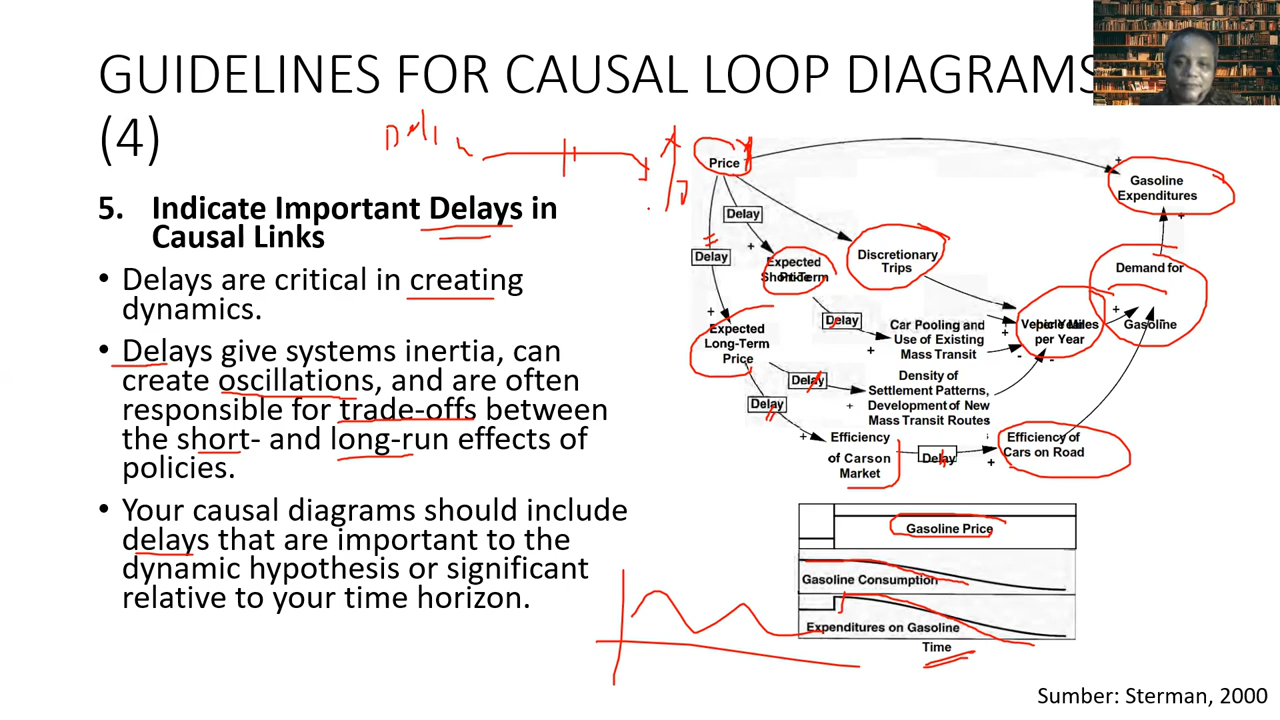 GUIDELINES FOR CAUSAL LOOP DIAGRAMS
(4)
5. Indicate Important Delays in
Causal Links
• Delays are critical in creating
dynamics.
• Delays give systems inertia, can
create oscillations, and are often
responsible for trade-offs between
the short- and long-run effects of
policies.
• Your causal diagrams should include
delays that are important to the
dynamic hypothesis or significant
relative to your time horizon.
Price
Gasoline
Expenditures
Delay
Delay
Expected
Short-Term
Discretionary
Trips
Demand for
Gasoline
Expected
Long-Term
Price
Delay
Car Pooling and
Use of Existing
Mass Transit
per Year
Delay
Density of
Settlement Patterns,
Development of New
Mass Transit Routes
Delay
Efficiency
of Carson
Market
Delay
Efficiency of
Cars on Road
Gasoline Price
Gasoline Consumption
Expenditures on Gasoline
Time
Sumber: Sterman, 2000